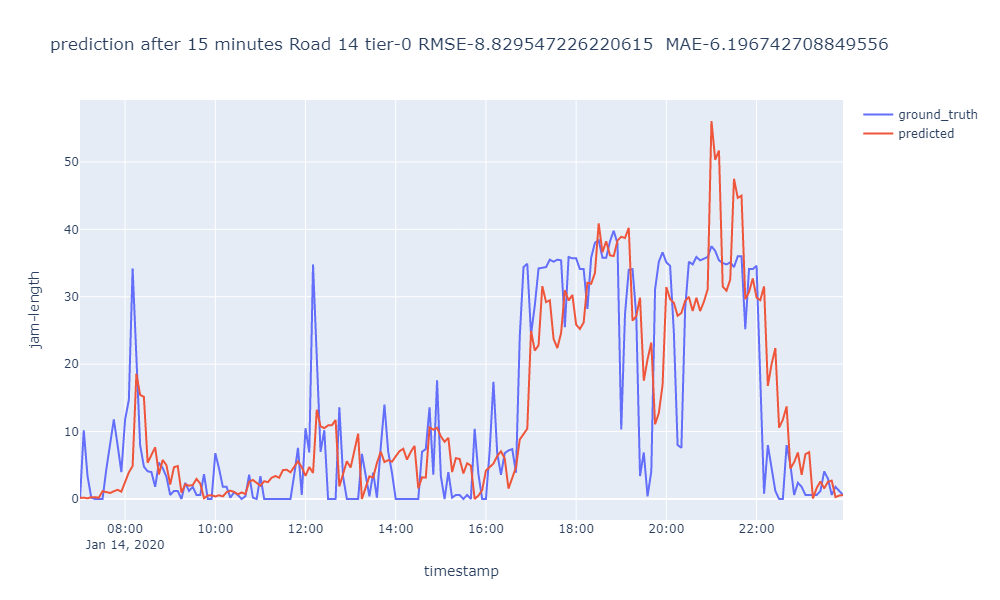 prediction after 15 minutes Road 14 tier-0 RMSE-8.829547226220615  MAE-6.196742708849556
ground_truth
predicted
50
40
30
20
10
0
jam-length
08:00 10:00 12:00 14:00 16:00 18:00 20:00 22:00
Jan 14, 2020
timestamp